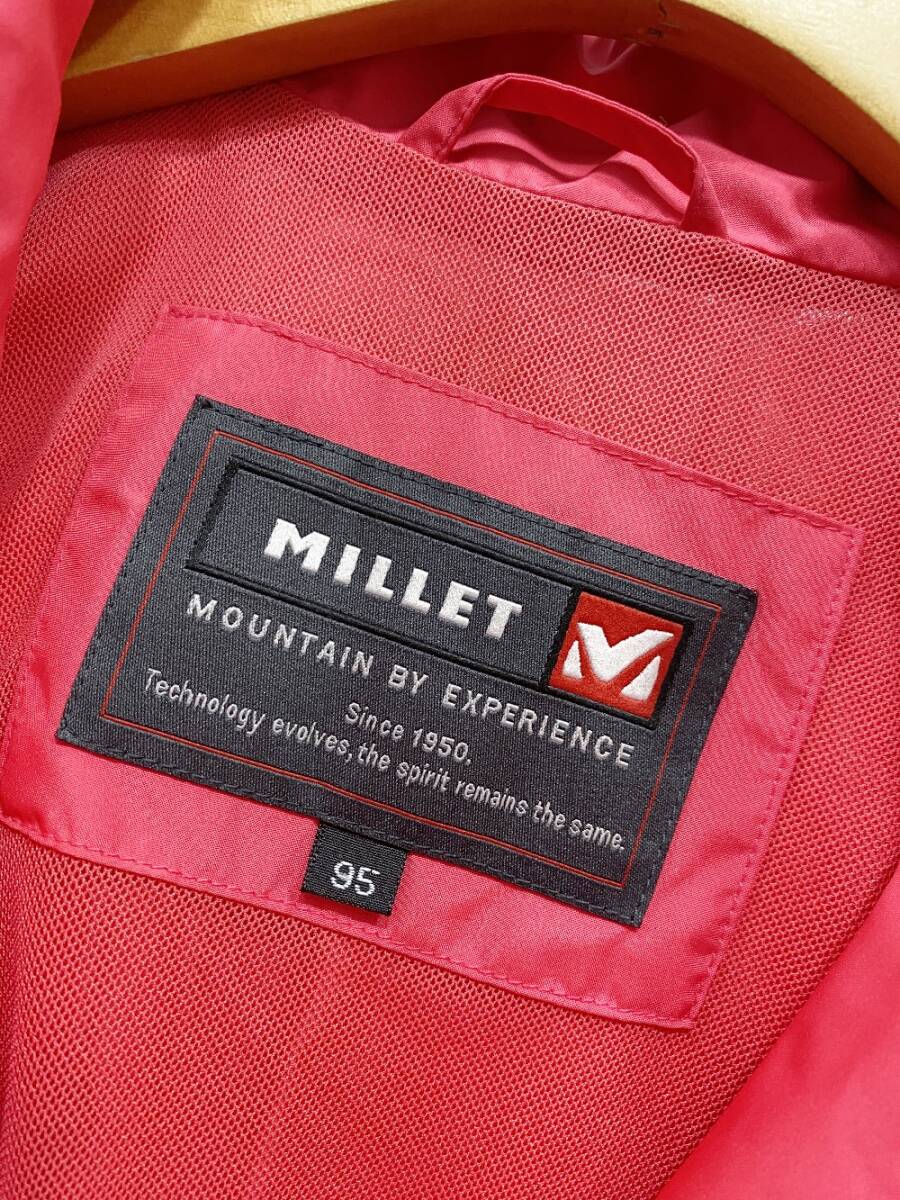 MILLET
MOUNTAIN BY EXPERIENCE
Since 1950.
Technology evolves, the spirit remains the same.
95